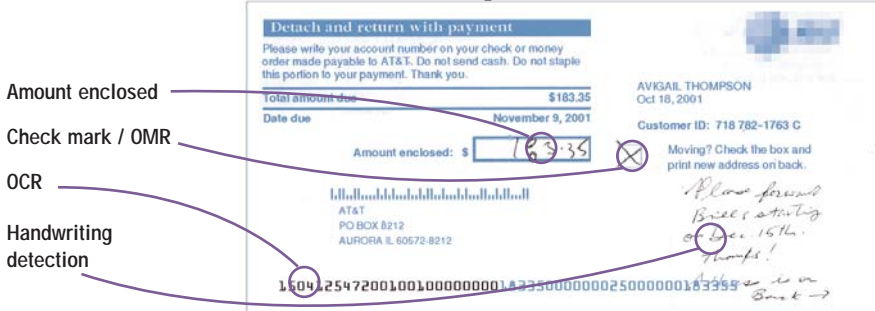 Detach and return with payment
Please write your account number on your check or money
order made payable to AT&T. Do not send cash. Do not staple
this portion to your payment. Thank you.
Total amount due $183.35
Date due November 9, 2001
Amount enclosed: $ 183.35
AT&T
PO BOX 8212
AURORA IL 60572-8212
AVIGAIL THOMPSON
Oct 18, 2001
Customer ID: 718 782-1763 C
Moving? Check the box and
print new address on back.
Please forward
Bills starting
on Dec. 15th.
Thanks!
Address is on
Back →
Amount enclosed
Check mark / OMR
OCR
Handwriting
detection